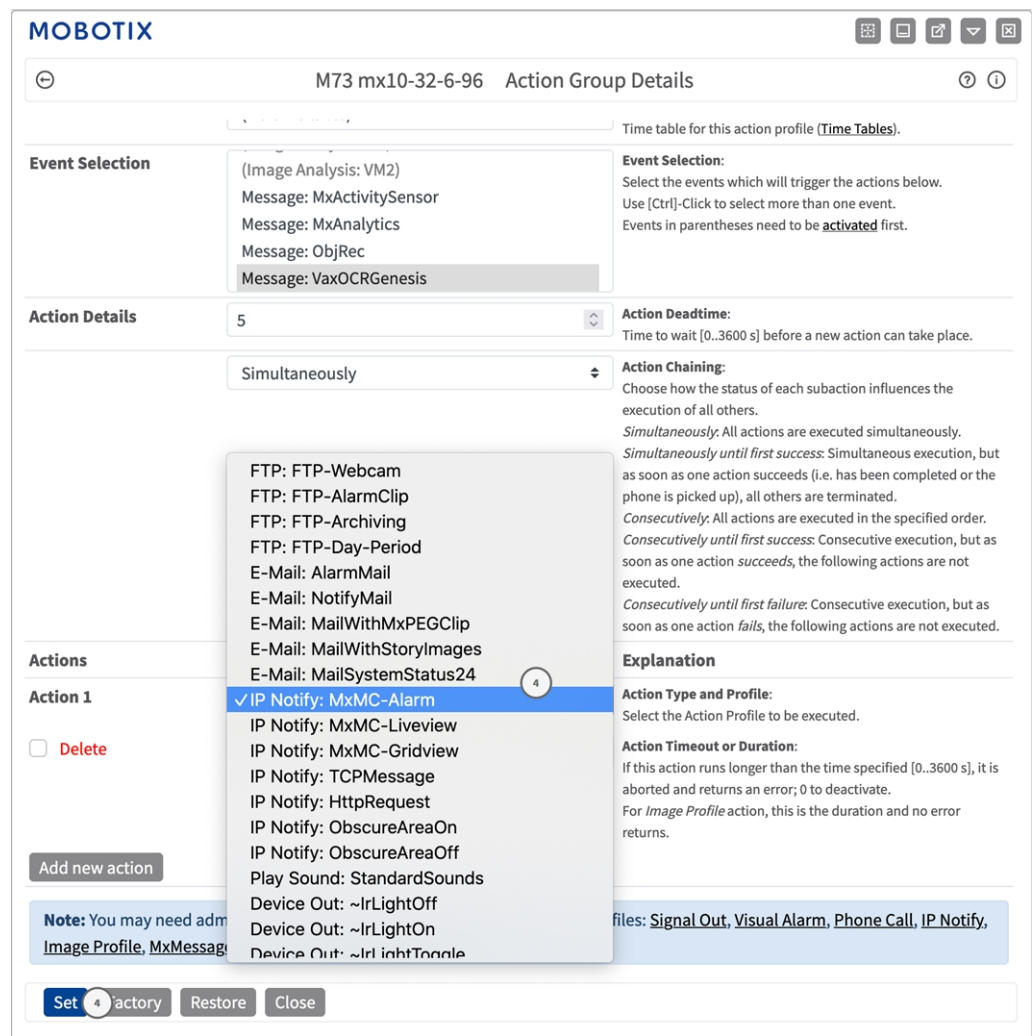 MOBOTIX
M73 mx10-32-6-96 Action Group Details
Time table for this action profile (Time Tables).
Event Selection
(Image Analysis: VM2)
Message: MxActivitySensor
Message: MxAnalytics
Message: ObjRec
Message: VaxOCRGenesis
Event Selection:
Select the events which will trigger the actions below.
Use [Ctrl]-Click to select more than one event.
Events in parentheses need to be activated first.
Action Details
5
Action Deadtime:
Time to wait [0..3600 s] before a new action can take place.
Simultaneously
Action Chaining:
Choose how the status of each subaction influences the
execution of all others.
Simultaneously: All actions are executed simultaneously.
Simultaneously until first success: Simultaneous execution, but
as soon as one action succeeds (i.e. has been completed or the
phone is picked up), all others are terminated.
Consecutively: All actions are executed in the specified order.
Consecutively until first success: Consecutive execution, but as
soon as one action succeeds, the following actions are not
executed.
Consecutively until first failure: Consecutive execution, but as
soon as one action fails, the following actions are not executed.
FTP: FTP-Webcam
FTP: FTP-AlarmClip
FTP: FTP-Archiving
FTP: FTP-Day-Period
E-Mail: AlarmMail
E-Mail: NotifyMail
E-Mail: MailWithMxPEGClip
E-Mail: MailWithStoryImages
E-Mail: MailSystemStatus24
4
✓IP Notify: MxMC-Alarm
IP Notify: MxMC-Liveview
IP Notify: MxMC-Gridview
IP Notify: TCPMessage
IP Notify: HttpRequest
IP Notify: ObscureAreaOn
IP Notify: ObscureAreaOff
Play Sound: StandardSounds
Device Out: ~IrLightOff
Device Out: ~IrLightOn
Device Out: ~IrLightToggle
Actions
Explanation
Action 1
Delete
Action Type and Profile:
Select the Action Profile to be executed.
Action Timeout or Duration:
If this action runs longer than the time specified [0..3600 s], it is
aborted and returns an error; 0 to deactivate.
For Image Profile action, this is the duration and no error
returns.
Add new action
Note: You may need adm files: Signal Out, Visual Alarm, Phone Call, IP Notify,
Image Profile, MxMessag
Set 4 actory Restore Close